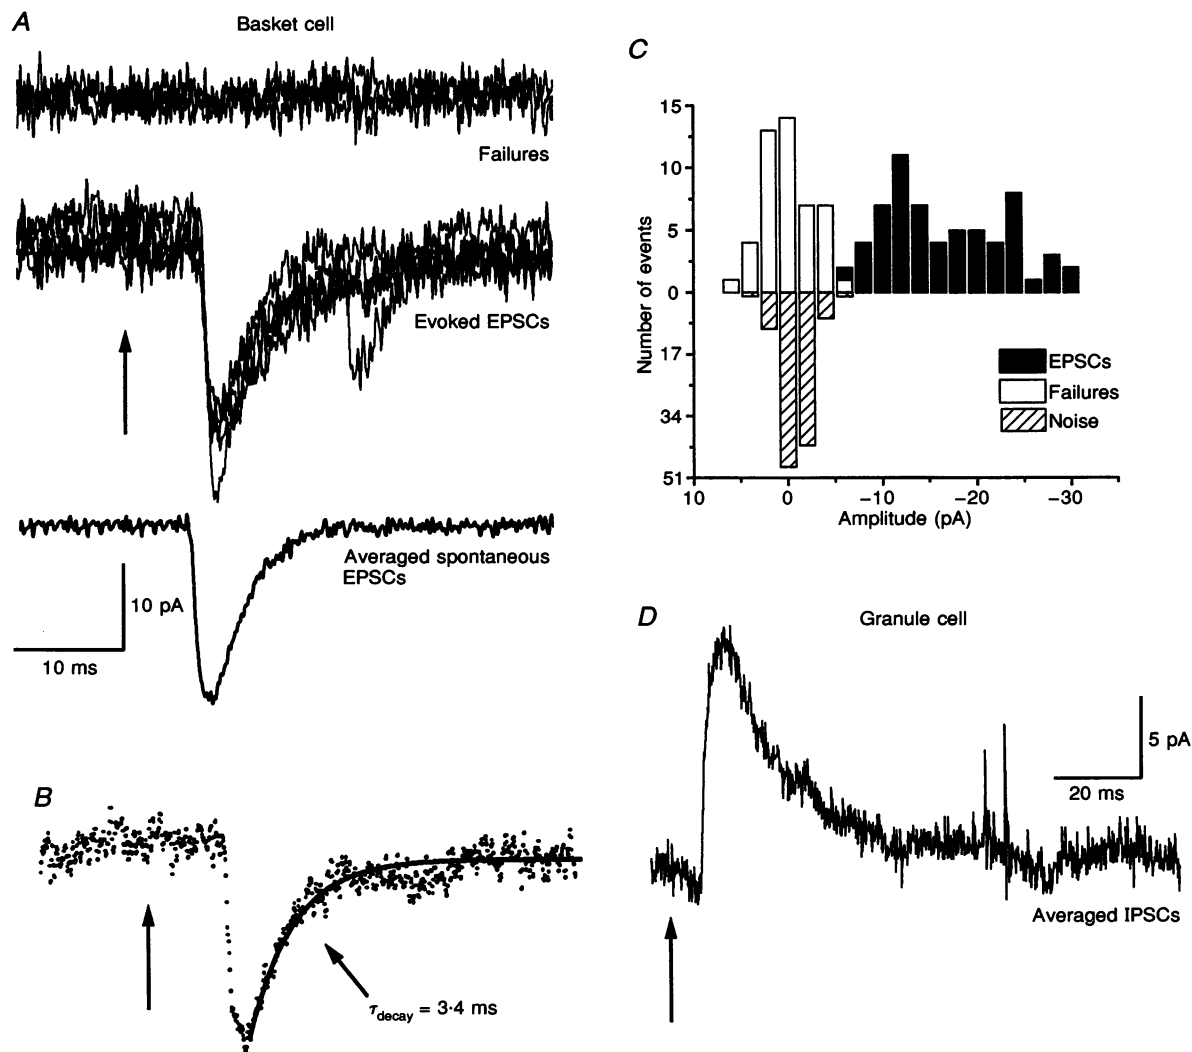 A
Basket cell
Failures
Evoked EPSCs
Averaged spontaneous
EPSCs
10 pA
10 ms
B
τdecay = 3·4 ms
C
15
10
5
0
17
34
51
Number of events
10
0
−10
−20
−30
Amplitude (pA)
EPSCs
Failures
Noise
D
Granule cell
5 pA
20 ms
Averaged IPSCs